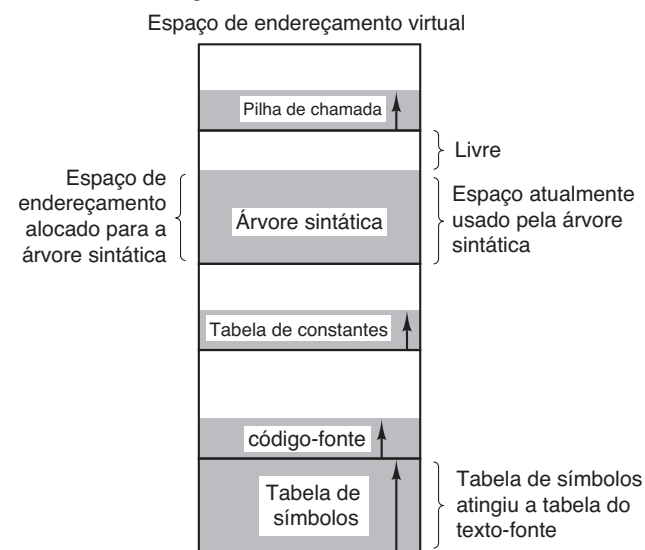 Espaço de endereçamento virtual
Pilha de chamada
Livre
Espaço de
endereçamento
alocado para a
árvore sintática
Árvore sintática
Espaço atualmente
usado pela árvore
sintática
Tabela de constantes
código-fonte
Tabela de
símbolos
Tabela de símbolos
atingiu a tabela do
texto-fonte